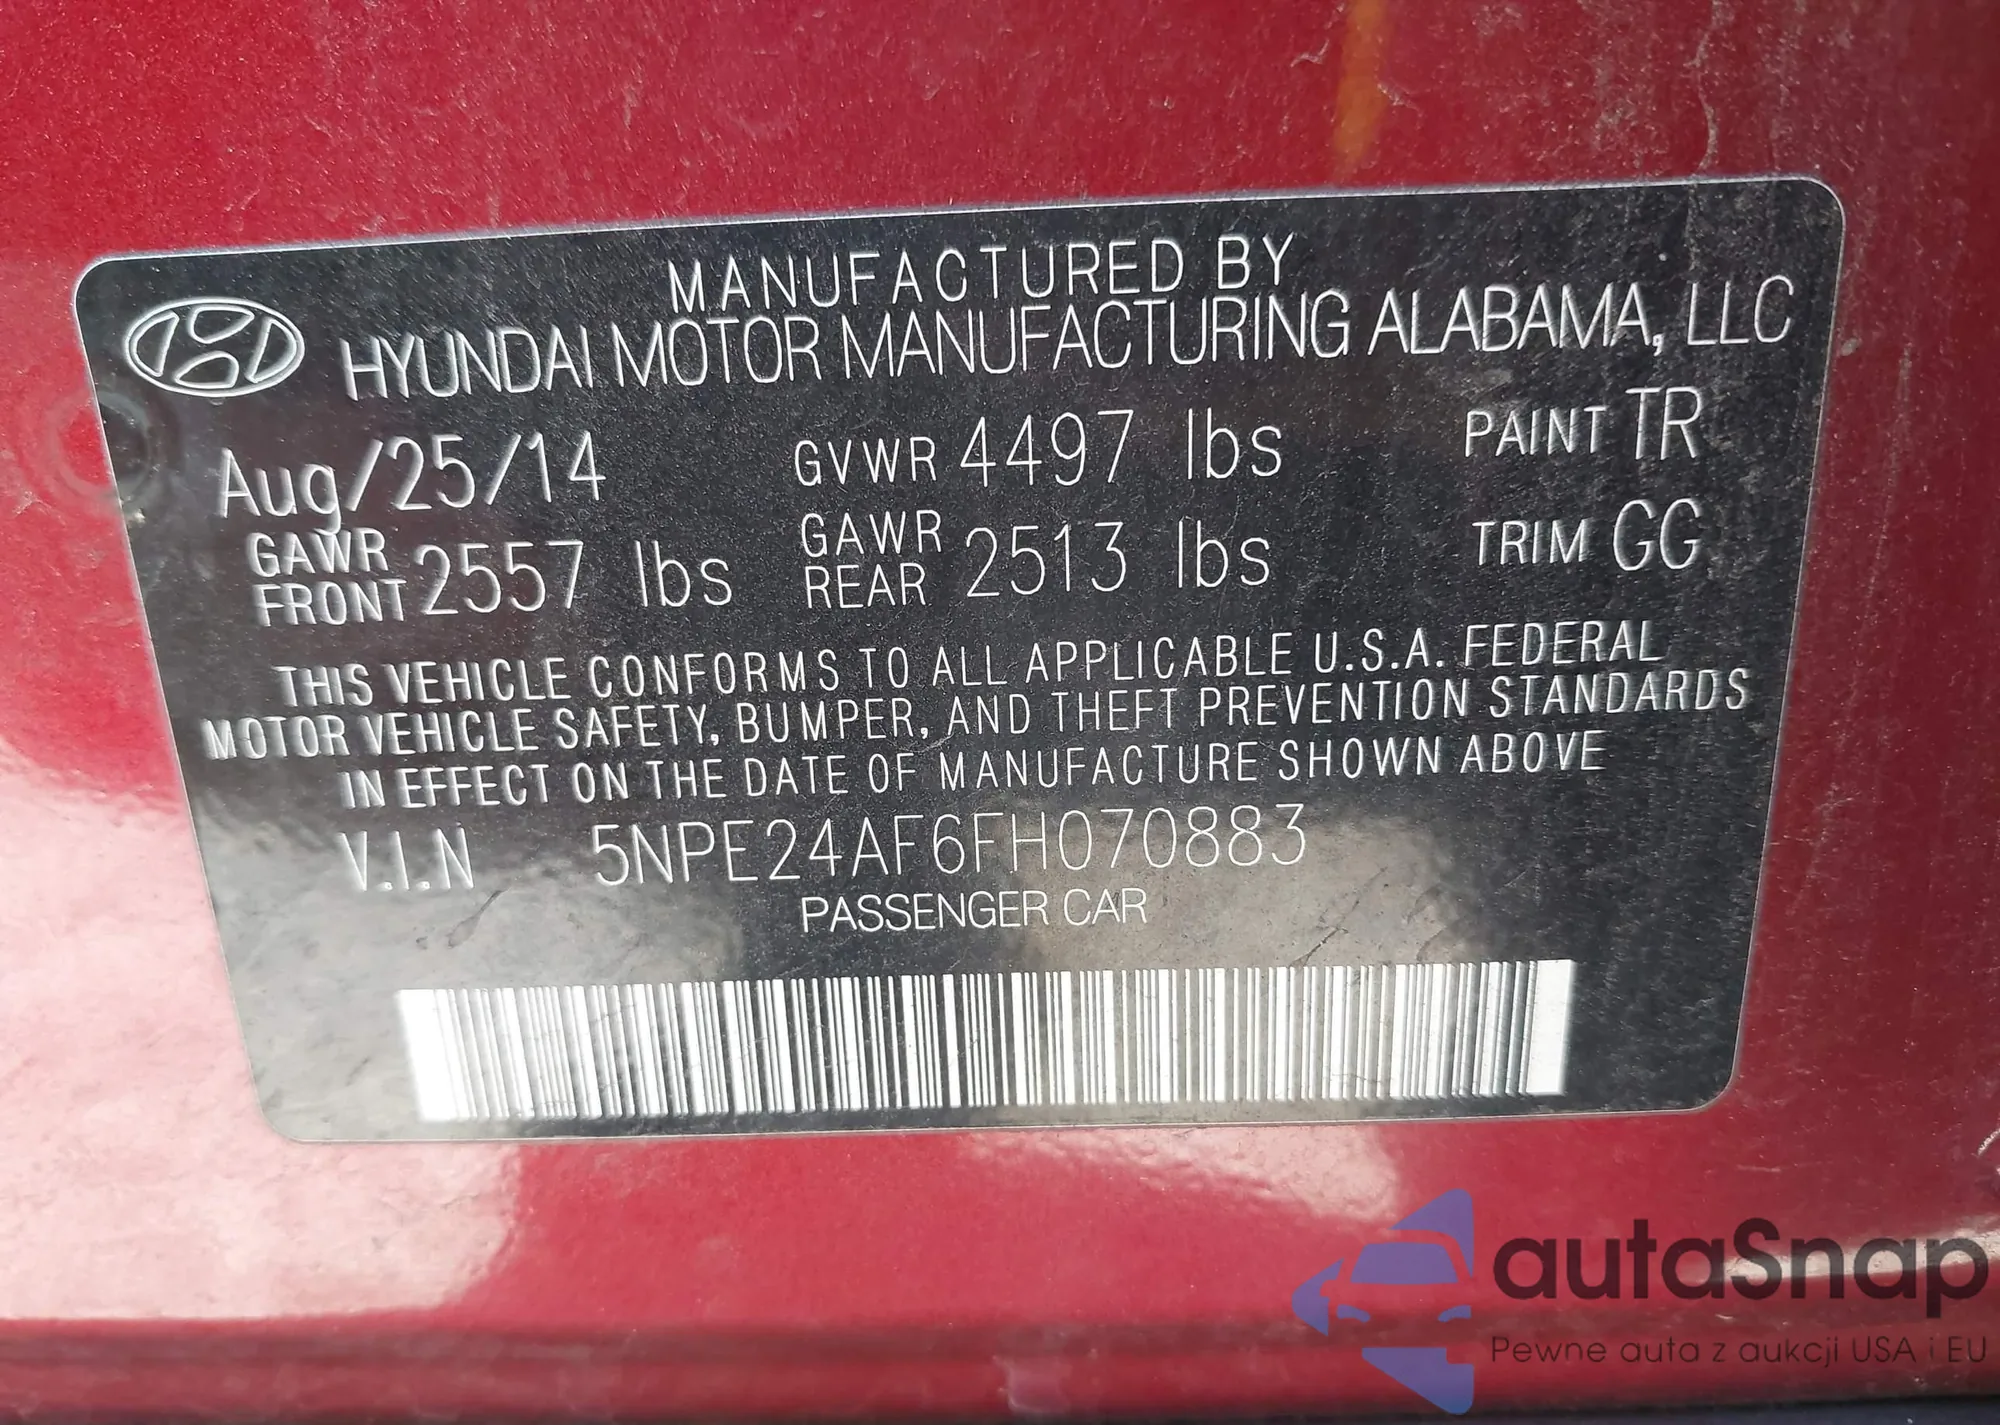 MANUFACTURED BY
HYUNDAI MOTOR MANUFACTURING ALABAMA, LLC
Aug/25/14 GVWR 4497 lbs PAINT TR
GAWR FRONT 2557 lbs GAWR REAR 2513 lbs TRIM GG
THIS VEHICLE CONFORMS TO ALL APPLICABLE U.S.A. FEDERAL
MOTOR VEHICLE SAFETY, BUMPER, AND THEFT PREVENTION STANDARDS
IN EFFECT ON THE DATE OF MANUFACTURE SHOWN ABOVE
V.I.N 5NPE24AF6FH070883
PASSENGER CAR
autaSnap
Pewne auta z aukcji USA i EU